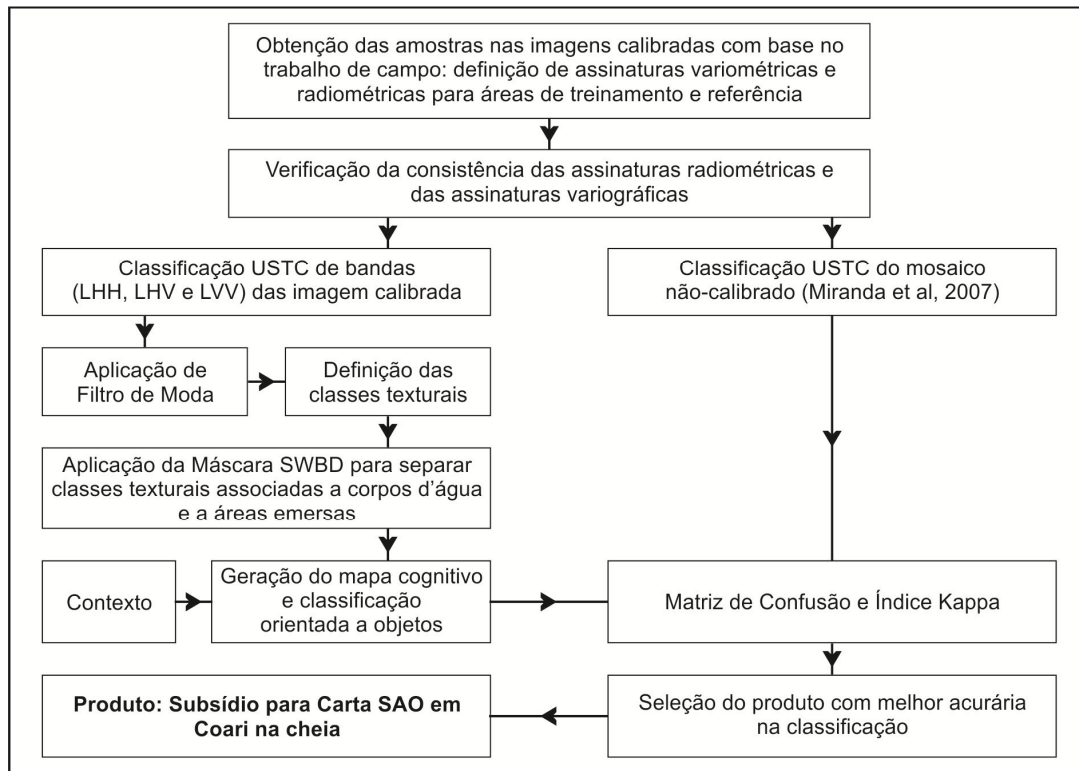 Obtenção das amostras nas imagens calibradas com base no
trabalho de campo: definição de assinaturas variométricas e
radiométricas para áreas de treinamento e referência
Verificação da consistência das assinaturas radiométricas e
das assinaturas variográficas
Classificação USTC de bandas
(LHH, LHV e LVV) das imagem calibrada
Classificação USTC do mosaico
não-calibrado (Miranda et al, 2007)
Aplicação de
Filtro de Moda
Definição das
classes texturais
Aplicação da Máscara SWBD para separar
classes texturais associadas a corpos d'água
e a áreas emersas
Contexto
Geração do mapa cognitivo
e classificação
orientada a objetos
Matriz de Confusão e Índice Kappa
Produto: Subsídio para Carta SAO em
Coari na cheia
Seleção do produto com melhor acurária
na classificação